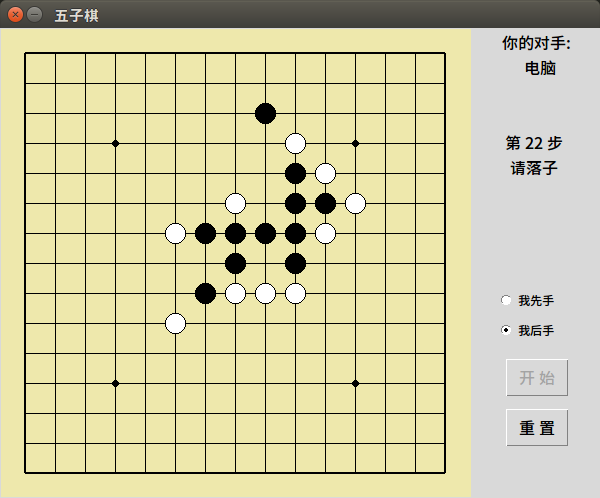 五子棋
你的对手:
电脑
第 22 步
请落子
我先手
我后手
开 始
重 置